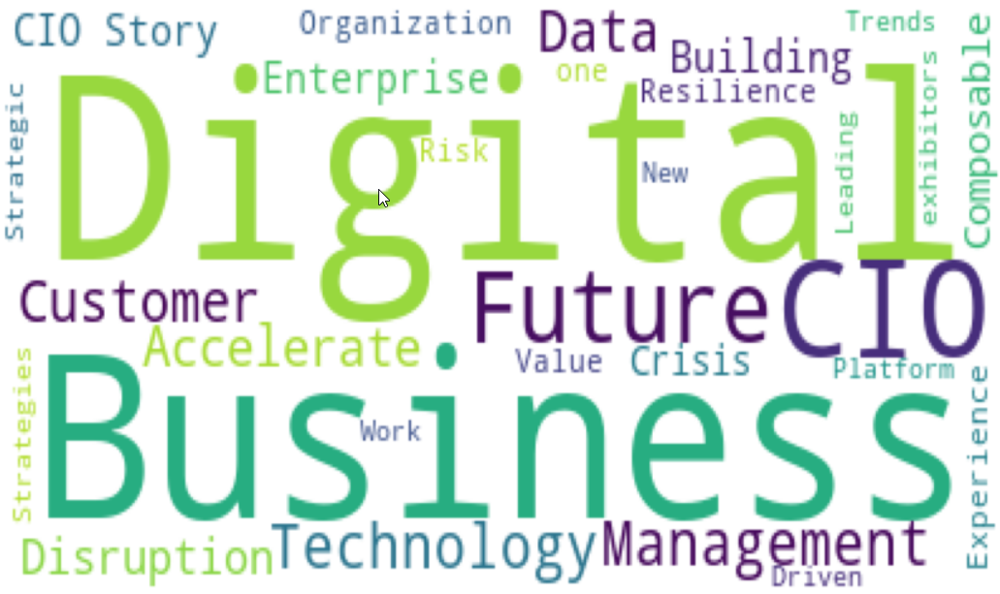 CIO Story
Organization
Data
Trends
Composable
Building
Enterprise
one
exhibitors
Resilience
Strategic
Digital
Leading
Risk
New
Customer
Future
CIO
Accelerate
Value
Crisis
Platform
Strategies
Business
Experience
Work
Disruption
Technology
Management
Driven